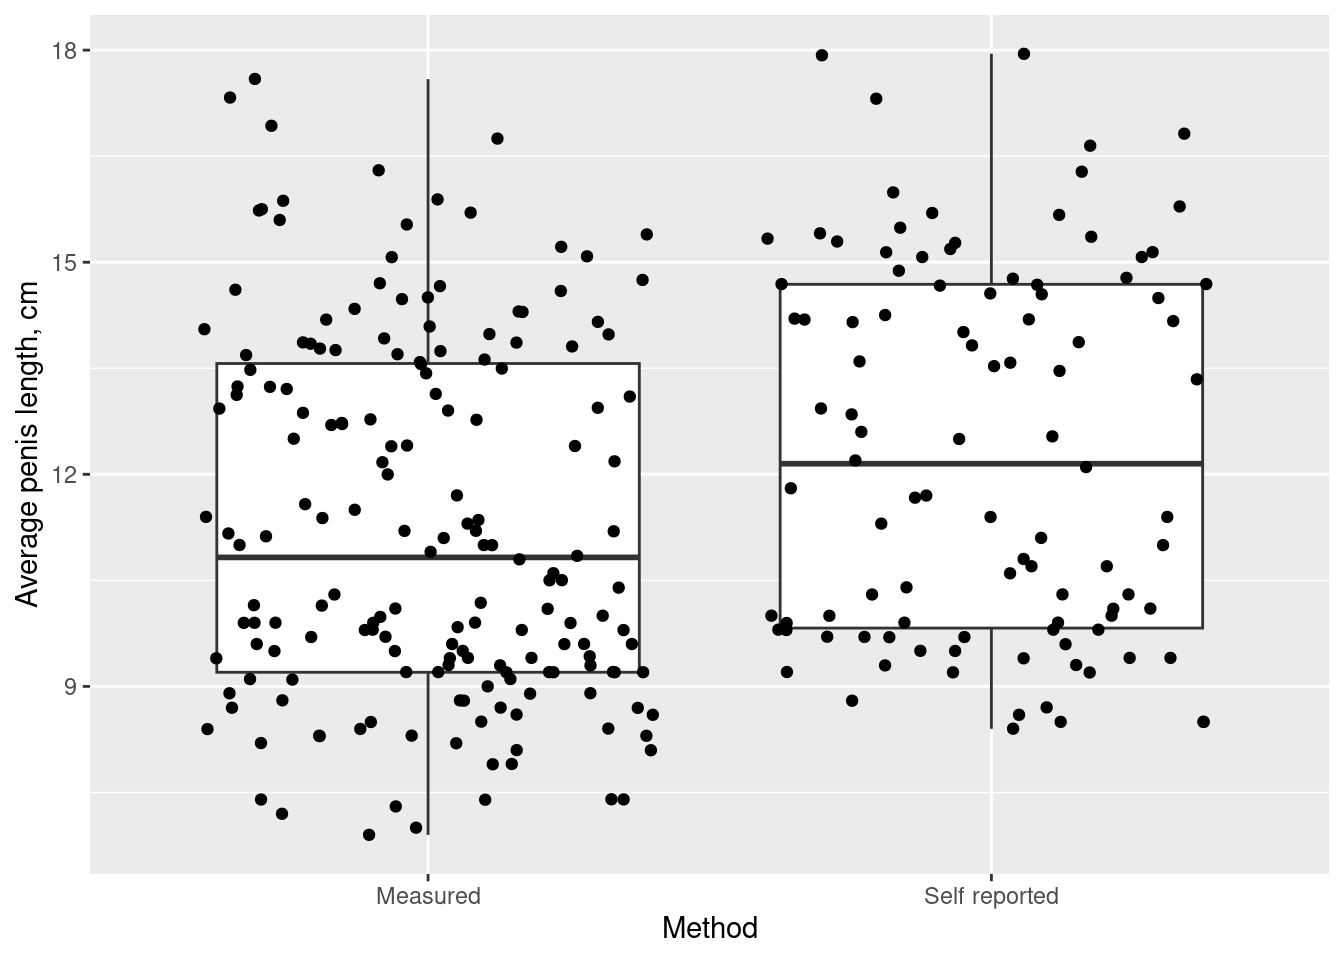 18
15
12
9
Average penis length, cm
Measured
Self reported
Method